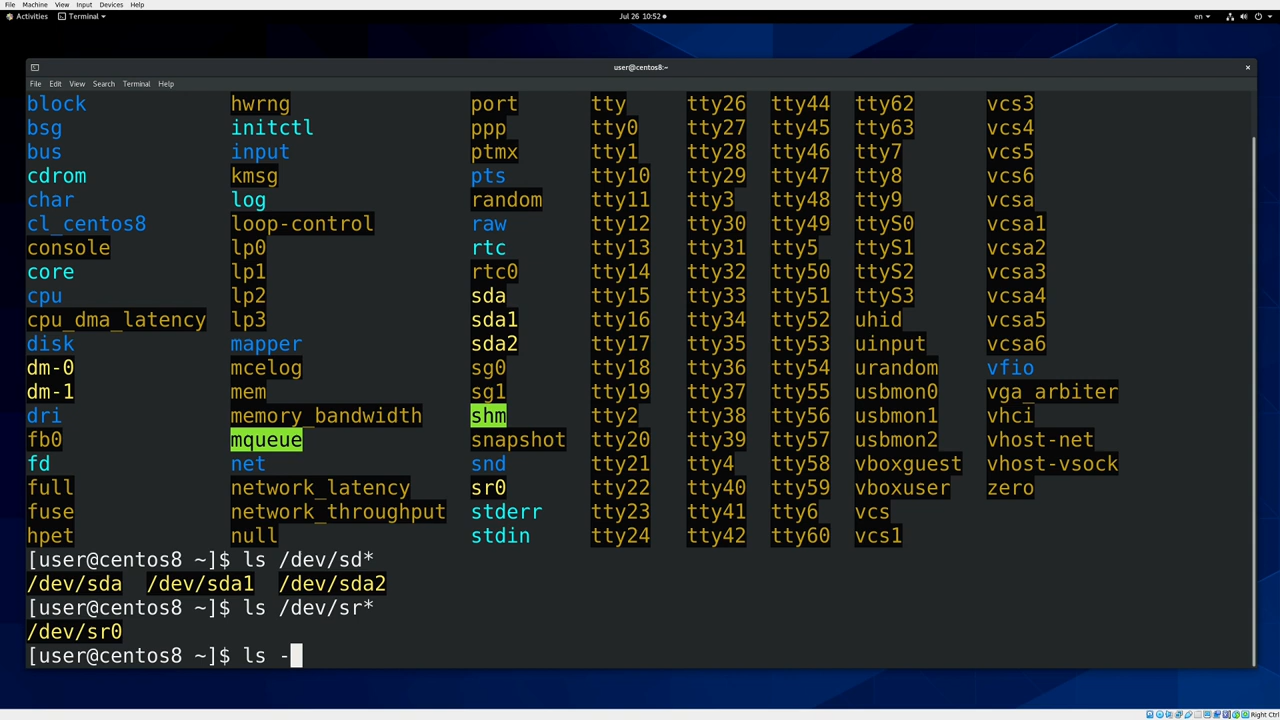 File Machine View Input Devices Help
Activities Terminal Jul 26 10:52 en
user@centos8:~
File Edit View Search Terminal Help
block hwrng port tty tty26 tty44 tty62 vcs3
bsg initctl ppp tty0 tty27 tty45 tty63 vcs4
bus input ptmx tty1 tty28 tty46 tty7 vcs5
cdrom kmsg pts tty10 tty29 tty47 tty8 vcs6
char log random tty11 tty3 tty48 tty9 vcsa
cl_centos8 loop-control raw tty12 tty30 tty49 ttyS0 vcsa1
console lp0 rtc tty13 tty31 tty5 ttyS1 vcsa2
core lp1 rtc0 tty14 tty32 tty50 ttyS2 vcsa3
cpu lp2 sda tty15 tty33 tty51 ttyS3 vcsa4
cpu_dma_latency lp3 sda1 tty16 tty34 tty52 uhid vcsa5
disk mapper sda2 tty17 tty35 tty53 uinput vcsa6
dm-0 mcelog sg0 tty18 tty36 tty54 urandom vfio
dm-1 mem sg1 tty19 tty37 tty55 usbmon0 vga_arbiter
dri memory_bandwidth shm tty2 tty38 tty56 usbmon1 vhci
fb0 mqueue snapshot tty20 tty39 tty57 usbmon2 vhost-net
fd net snd tty21 tty4 tty58 vboxguest vhost-vsock
full network_latency sr0 tty22 tty40 tty59 vboxuser zero
fuse network_throughput stderr tty23 tty41 tty6 vcs
hpet null stdin tty24 tty42 tty60 vcs1
[user@centos8 ~]$ ls /dev/sd*
/dev/sda /dev/sda1 /dev/sda2
[user@centos8 ~]$ ls /dev/sr*
/dev/sr0
[user@centos8 ~]$ ls -
Right Ctrl